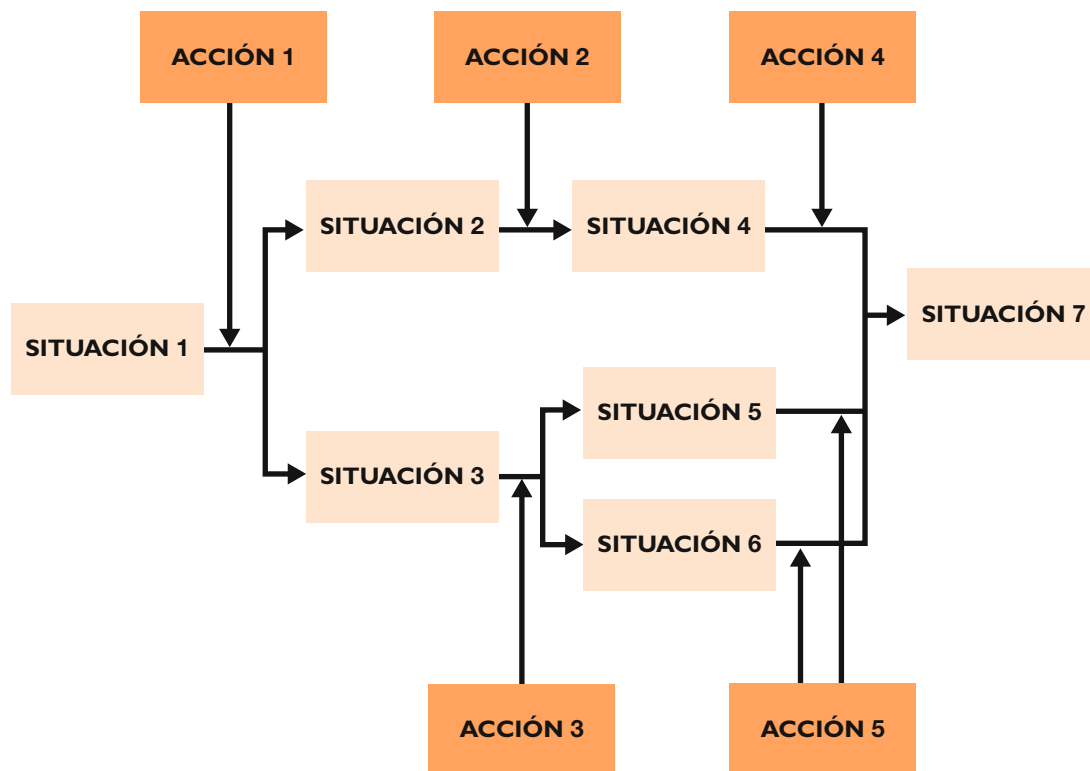 ACCIÓN 1
ACCIÓN 2
ACCIÓN 4
SITUACIÓN 2
SITUACIÓN 4
SITUACIÓN 7
SITUACIÓN 1
SITUACIÓN 5
SITUACIÓN 3
SITUACIÓN 6
ACCIÓN 3
ACCIÓN 5